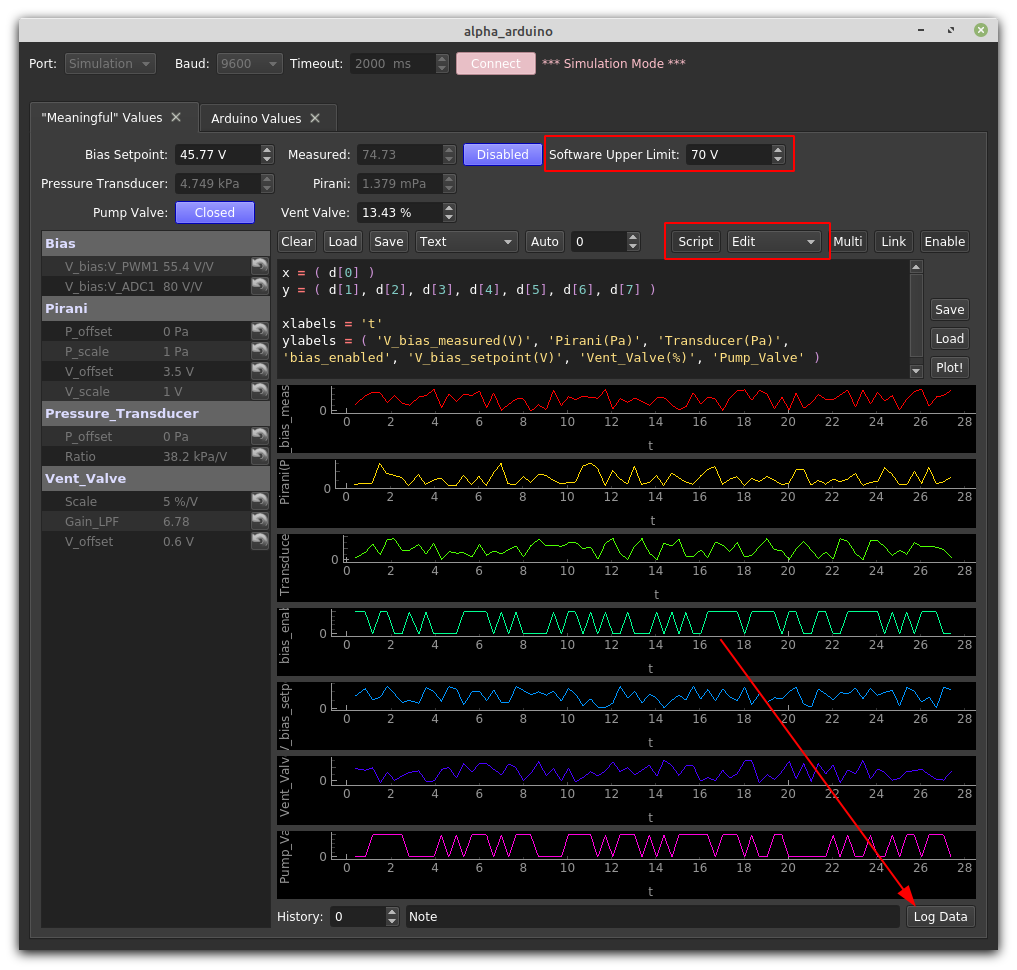 alpha_arduino
Port: Simulation Baud: 9600 Timeout: 2000 ms Connect *** Simulation Mode ***
"Meaningful" Values Arduino Values
Bias Setpoint: 45.77 V Measured: 74.73 Disabled Software Upper Limit: 70 V
Pressure Transducer: 4.749 kPa Pirani: 1.379 mPa
Pump Valve: Closed Vent Valve: 13.43 %
Clear Load Save Text Auto 0 Script Edit Multi Link Enable
Bias
V_bias:V_PWM1 55.4 V/V
V_bias:V_ADC1 80 V/V
Pirani
P_offset 0 Pa
P_scale 1 Pa
V_offset 3.5 V
V_scale 1 V
Pressure_Transducer
P_offset 0 Pa
Ratio 38.2 kPa/V
Vent_Valve
Scale 5 %/V
Gain_LPF 6.78
V_offset 0.6 V
x = ( d[0] )
y = ( d[1], d[2], d[3], d[4], d[5], d[6], d[7] )
xlabels = 't'
ylabels = ( 'V_bias_measured(V)', 'Pirani(Pa)', 'Transducer(Pa)',
'bias_enabled', 'V_bias_setpoint(V)', 'Vent_Valve(%)', 'Pump_Valve' )
Save
Load
Plot!
_bias_meas
0
0 2 4 6 8 10 12 14 16 18 20 22 24 26 28
t
Pirani(P
0
0 2 4 6 8 10 12 14 16 18 20 22 24 26 28
t
Transduce
0
0 2 4 6 8 10 12 14 16 18 20 22 24 26 28
t
bias_enab
0
0 2 4 6 8 10 12 14 16 18 20 22 24 26 28
t
V_bias_setp
0
0 2 4 6 8 10 12 14 16 18 20 22 24 26 28
t
Vent_Valv
0
0 2 4 6 8 10 12 14 16 18 20 22 24 26 28
t
Pump_Va
0
0 2 4 6 8 10 12 14 16 18 20 22 24 26 28
t
History: 0 Note Log Data